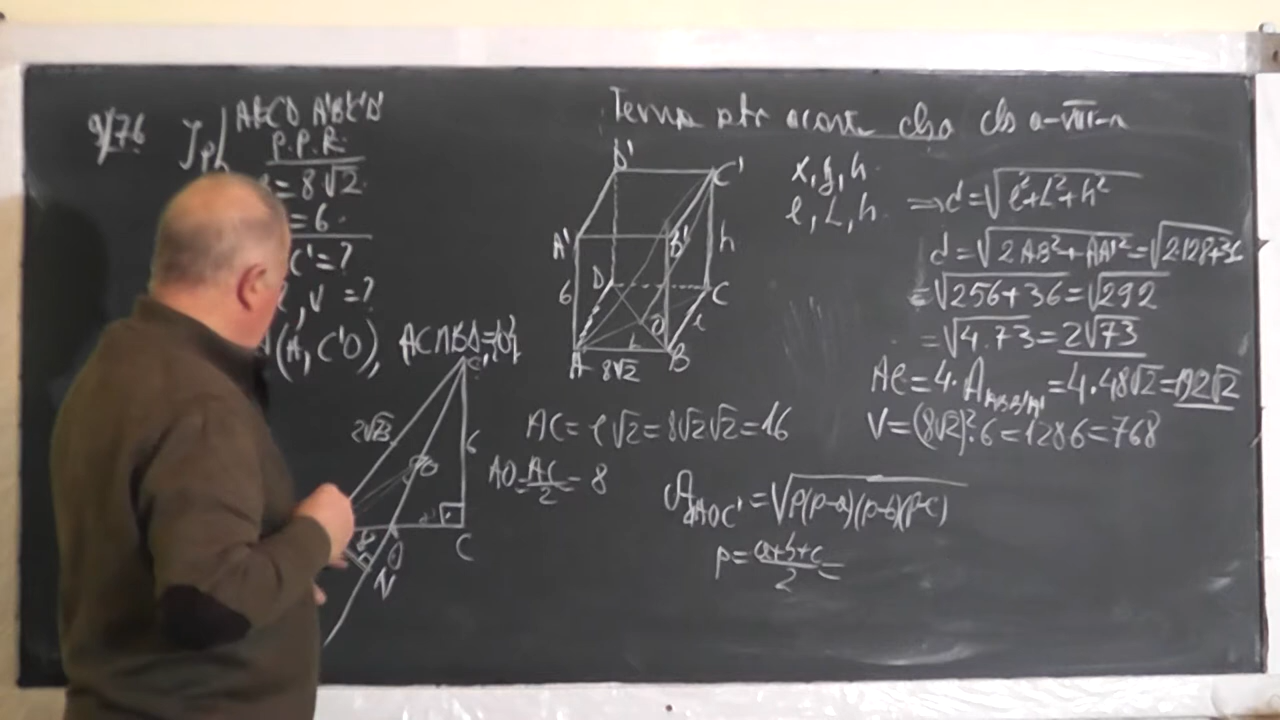 9/76
ABCD A'B'C'D'
P.P.R.
=8√2
=6
C'=?
, V =?
(A, C'O), AC∩BD={O}
Tema ptr acasa
x, y, h
l, L, h
⇒ d=√l²+L²+h²
d=√2AB²+AA'²=√2·128+36
=√256+36=√292
=√4·73=2√73
Al=4·A =4·48√2=192√2
V=(8√2)²·6=128·6=768
D'
C'
A'
B'
h
6
D
C
O
l
L
A
B
8√2
AC=l√2=8√2√2=16
AO=AC/2=8
C'
2√73
6
8
O
C
N
A AOC'=√p(p-a)(p-b)(p-c)
p=a+b+c/2=